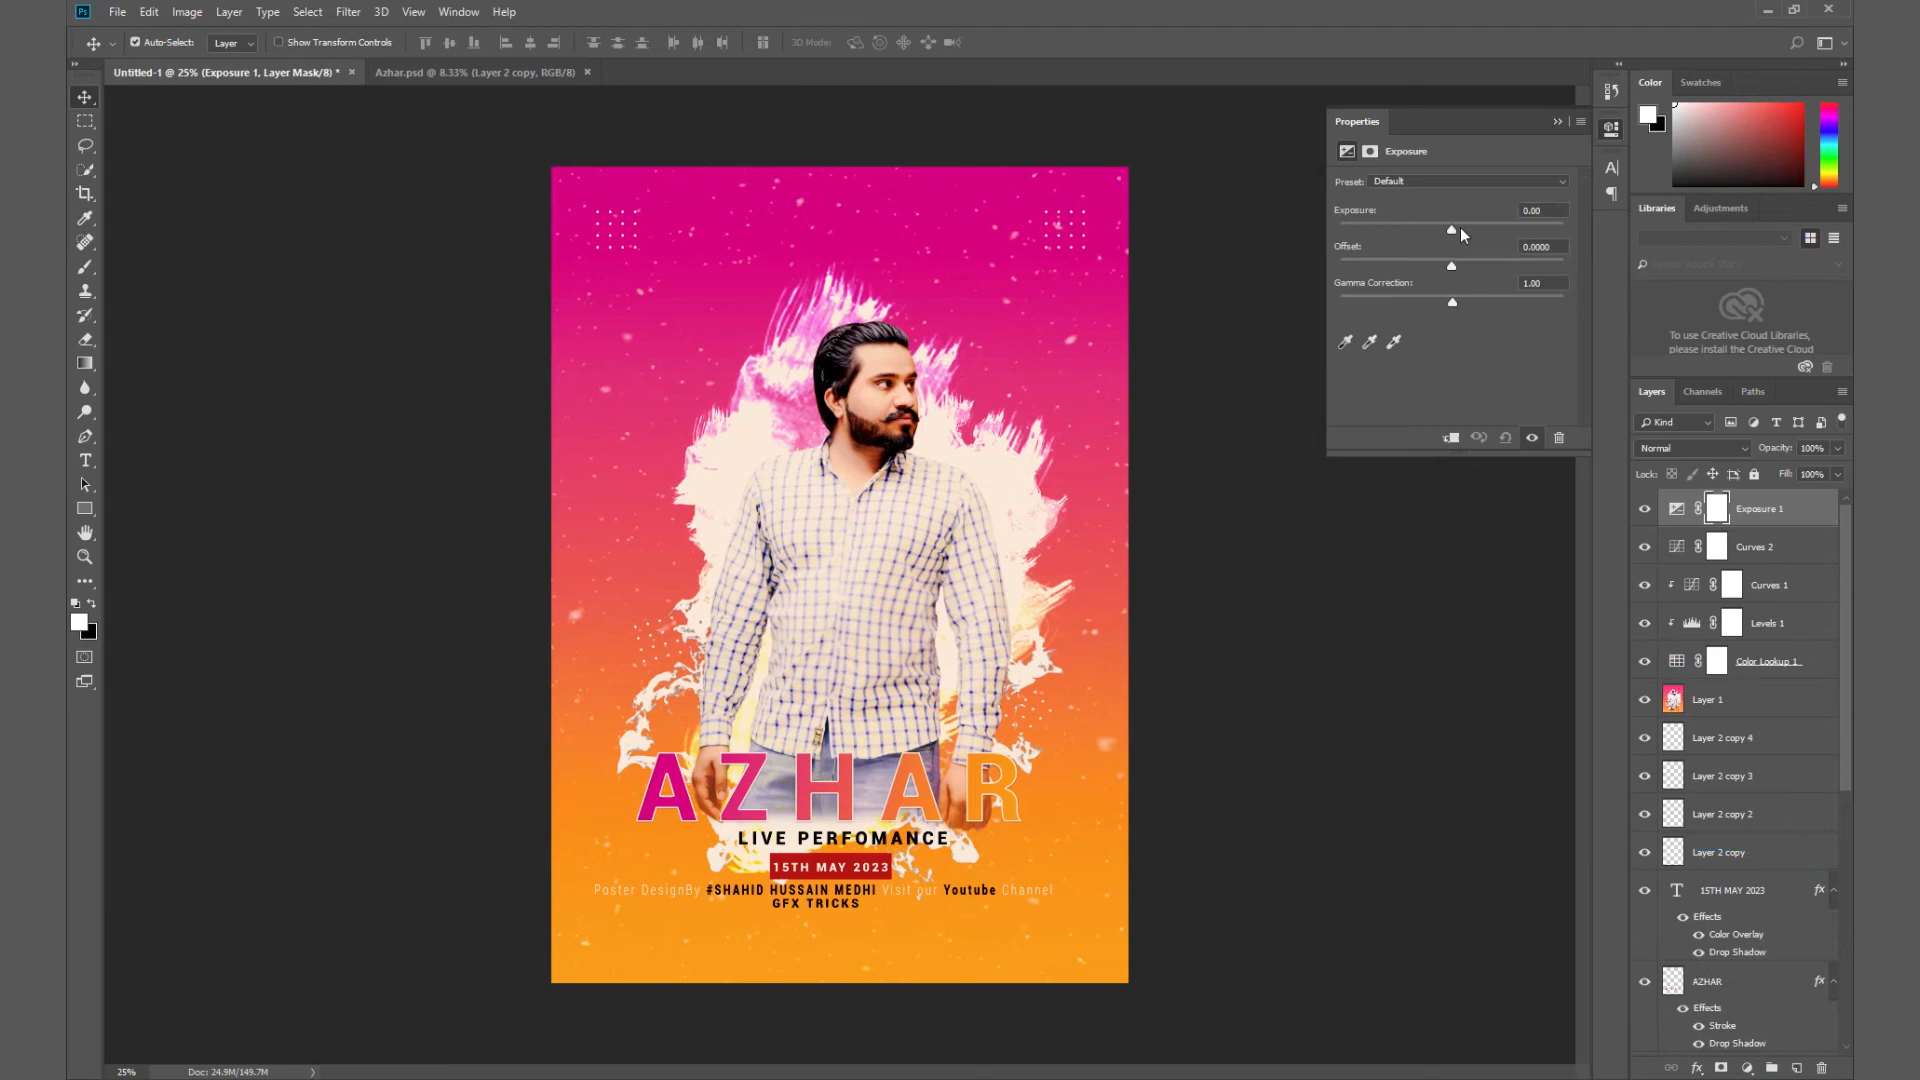 Ps File Edit Image Layer Type Select Filter 3D View Window Help
Auto-Select: Layer Show Transform Controls 3D Mode:
Untitled-1 @ 25% (Exposure 1, Layer Mask/8) * × Azhar.psd @ 8.33% (Layer 2 copy, RGB/8) ×
Properties
Exposure
Preset: Default
Exposure: 0.00
Offset: 0.0000
Gamma Correction: 1.00
Color Swatches
Libraries Adjustments
Search Adobe Stock
To use Creative Cloud Libraries,
please install the Creative Cloud
Layers Channels Paths
Kind
Normal Opacity: 100%
Lock: Fill: 100%
Exposure 1
Curves 2
Curves 1
Levels 1
Color Lookup 1
Layer 1
Layer 2 copy 4
Layer 2 copy 3
Layer 2 copy 2
Layer 2 copy
T 15TH MAY 2023 fx
Effects
Color Overlay
Drop Shadow
AZHAR fx
Effects
Stroke
Drop Shadow
AZHAR
LIVE PERFOMANCE
15TH MAY 2023
Poster DesignBy #SHAHID HUSSAIN MEDHI Visit our Youtube Channel
GFX TRICKS
25% Doc: 24.9M/149.7M